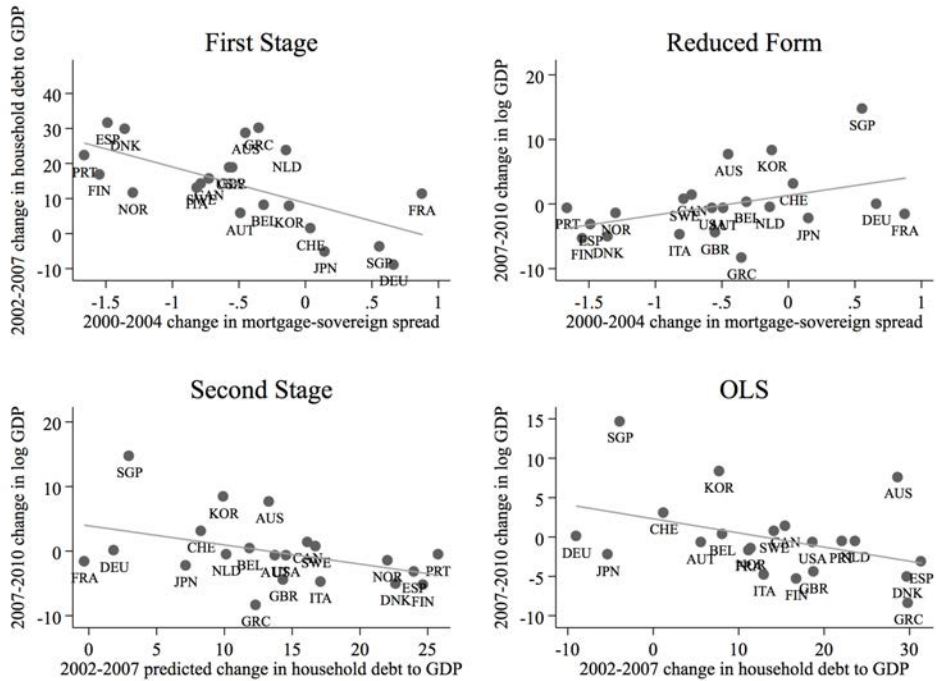 First Stage
2002-2007 change in household debt to GDP
40
30
20
10
0
-10
ESP
DNK
AUS
GRC
NLD
PRT
FIN
NOR
CAN
SWE
ITA
AUT
BEL
KOR
CHE
JPN
FRA
SGP
DEU
-1.5
-1
-.5
0
.5
1
2000-2004 change in mortgage-sovereign spread
Reduced Form
2007-2010 change in log GDP
20
10
0
-10
SGP
AUS
KOR
CHE
CAN
SWE
PRT
NOR
ESP
FIN
DNK
USA
AUT
BEL
NLD
JPN
DEU
FRA
ITA
GBR
GRC
-1.5
-1
-.5
0
.5
1
2000-2004 change in mortgage-sovereign spread
Second Stage
2007-2010 change in log GDP
20
10
0
-10
SGP
KOR
AUS
CHE
CAN
SWE
FRA
DEU
JPN
NLD
BEL
AUT
USA
GBR
ITA
NOR
PRT
ESP
DNK
FIN
GRC
0
5
10
15
20
25
2002-2007 predicted change in household debt to GDP
OLS
2007-2010 change in log GDP
15
10
5
0
-5
-10
SGP
KOR
AUS
CHE
CAN
SWE
DEU
JPN
AUT
BEL
NOR
USA
PRT
NLD
ITA
FIN
GBR
ESP
DNK
GRC
-10
0
10
20
30
2002-2007 change in household debt to GDP